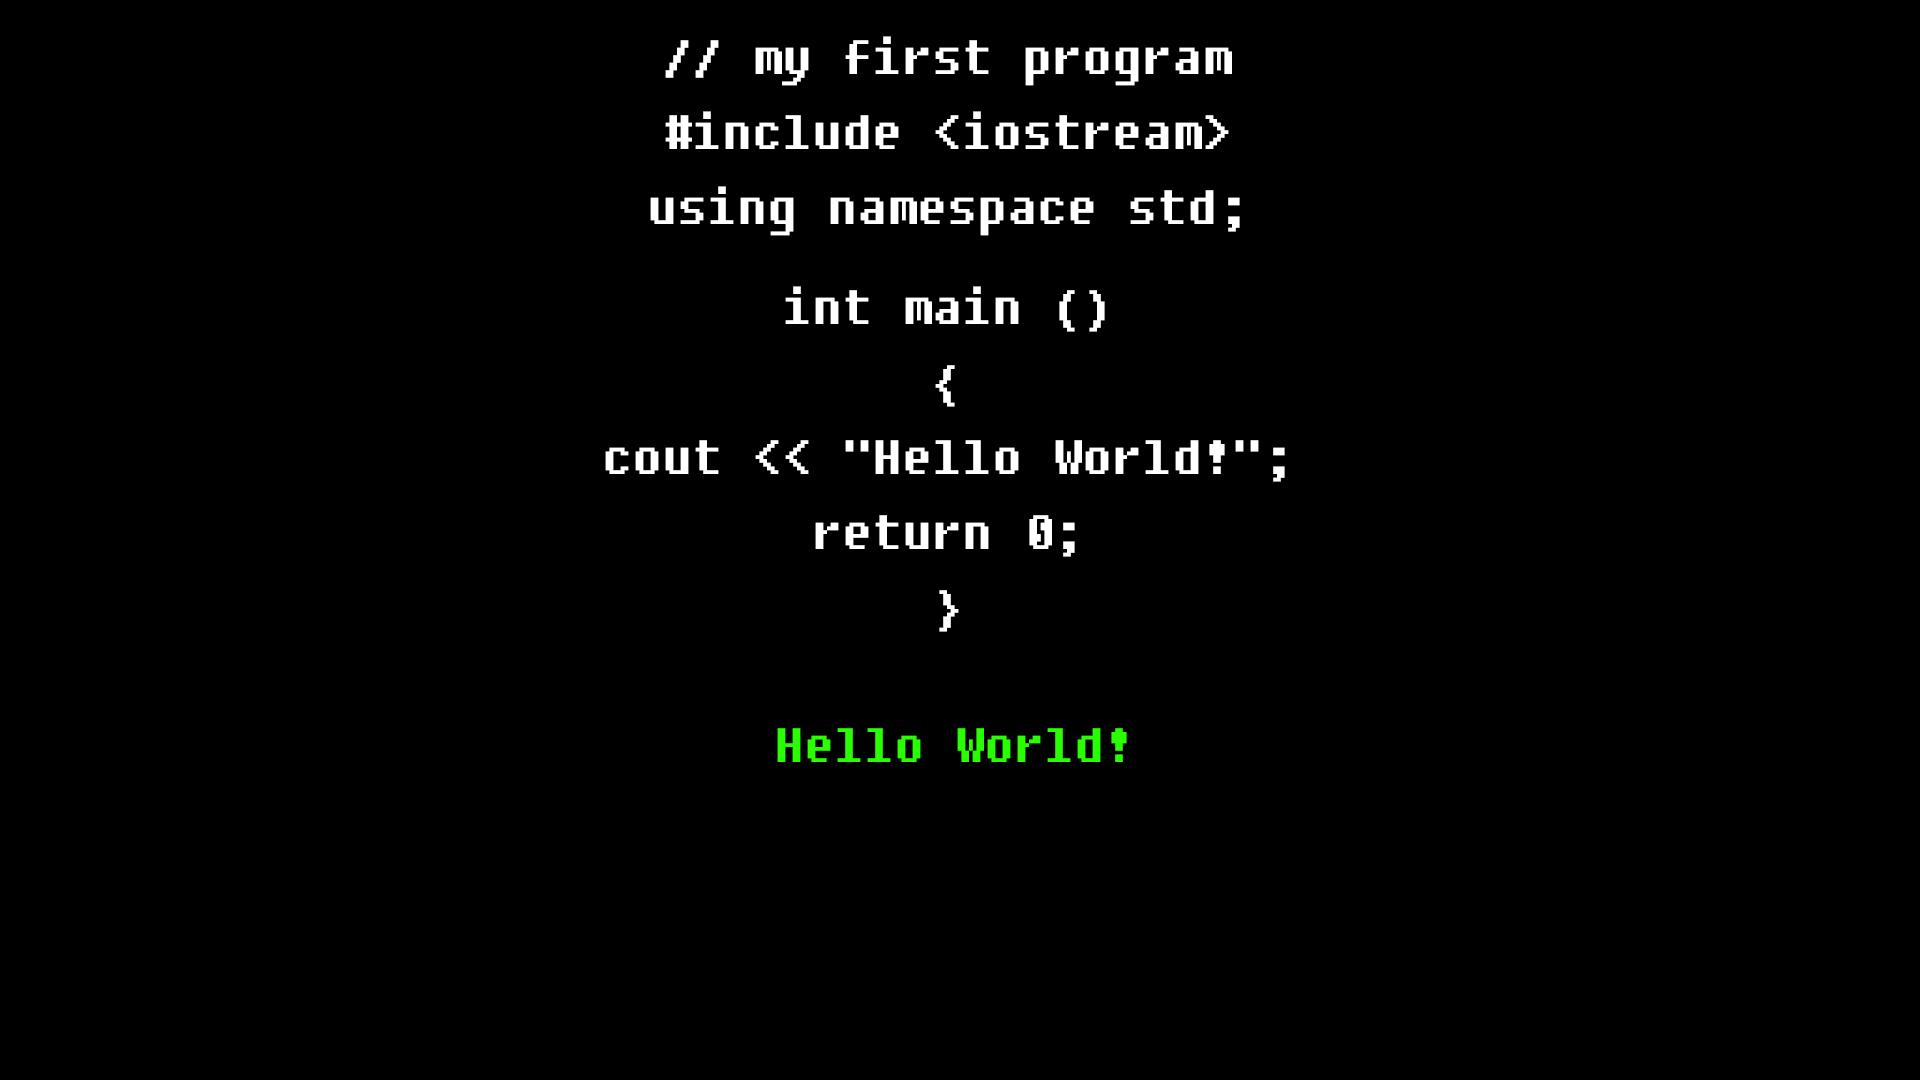 // my first program
#include <iostream>
using namespace std;
int main ()
{
cout << "Hello World!";
return 0;
}
Hello World!